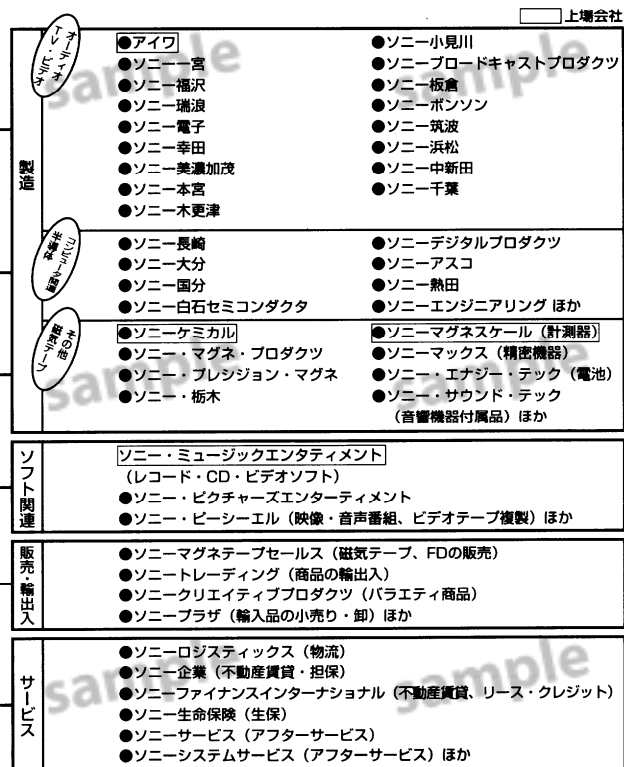 上場会社
オーディオ
TV・ビデオ
製造
●アイワ
●ソニー一宮
●ソニー福沢
●ソニー瑞浪
●ソニー電子
●ソニー幸田
●ソニー美濃加茂
●ソニー本宮
●ソニー木更津
●ソニー小見川
●ソニーブロードキャストプロダクツ
●ソニー板倉
●ソニーボンソン
●ソニー筑波
●ソニー浜松
●ソニー中新田
●ソニー千葉
コンピュータ関連
半導体
●ソニー長崎
●ソニー大分
●ソニー国分
●ソニー白石セミコンダクタ
●ソニーデジタルプロダクツ
●ソニーアスコ
●ソニー熱田
●ソニーエンジニアリング ほか
その他
磁気テープ
●ソニーケミカル
●ソニー・マグネ・プロダクツ
●ソニー・プレシジョン・マグネ
●ソニー・栃木
●ソニーマグネスケール（計測器）
●ソニーマックス（精密機器）
●ソニー・エナジー・テック（電池）
●ソニー・サウンド・テック
（音響機器付属品）ほか
ソフト関連
ソニー・ミュージックエンタティメント
（レコード・CD・ビデオソフト）
●ソニー・ピクチャーズエンターティメント
●ソニー・ピーシーエル（映像・音声番組、ビデオテープ複製）ほか
販売・輸出入
●ソニーマグネテープセールス（磁気テープ、FDの販売）
●ソニートレーディング（商品の輸出入）
●ソニークリエイティブプロダクツ（バラエティ商品）
●ソニープラザ（輸入品の小売り・卸）ほか
サービス
●ソニーロジスティックス（物流）
●ソニー企業（不動産賃貸・担保）
●ソニーファイナンスインターナショナル（不動産賃貸、リース・クレジット）
●ソニー生命保険（生保）
●ソニーサービス（アフターサービス）
●ソニーシステムサービス（アフターサービス）ほか
sample
sample
sample
sample
sample
sample